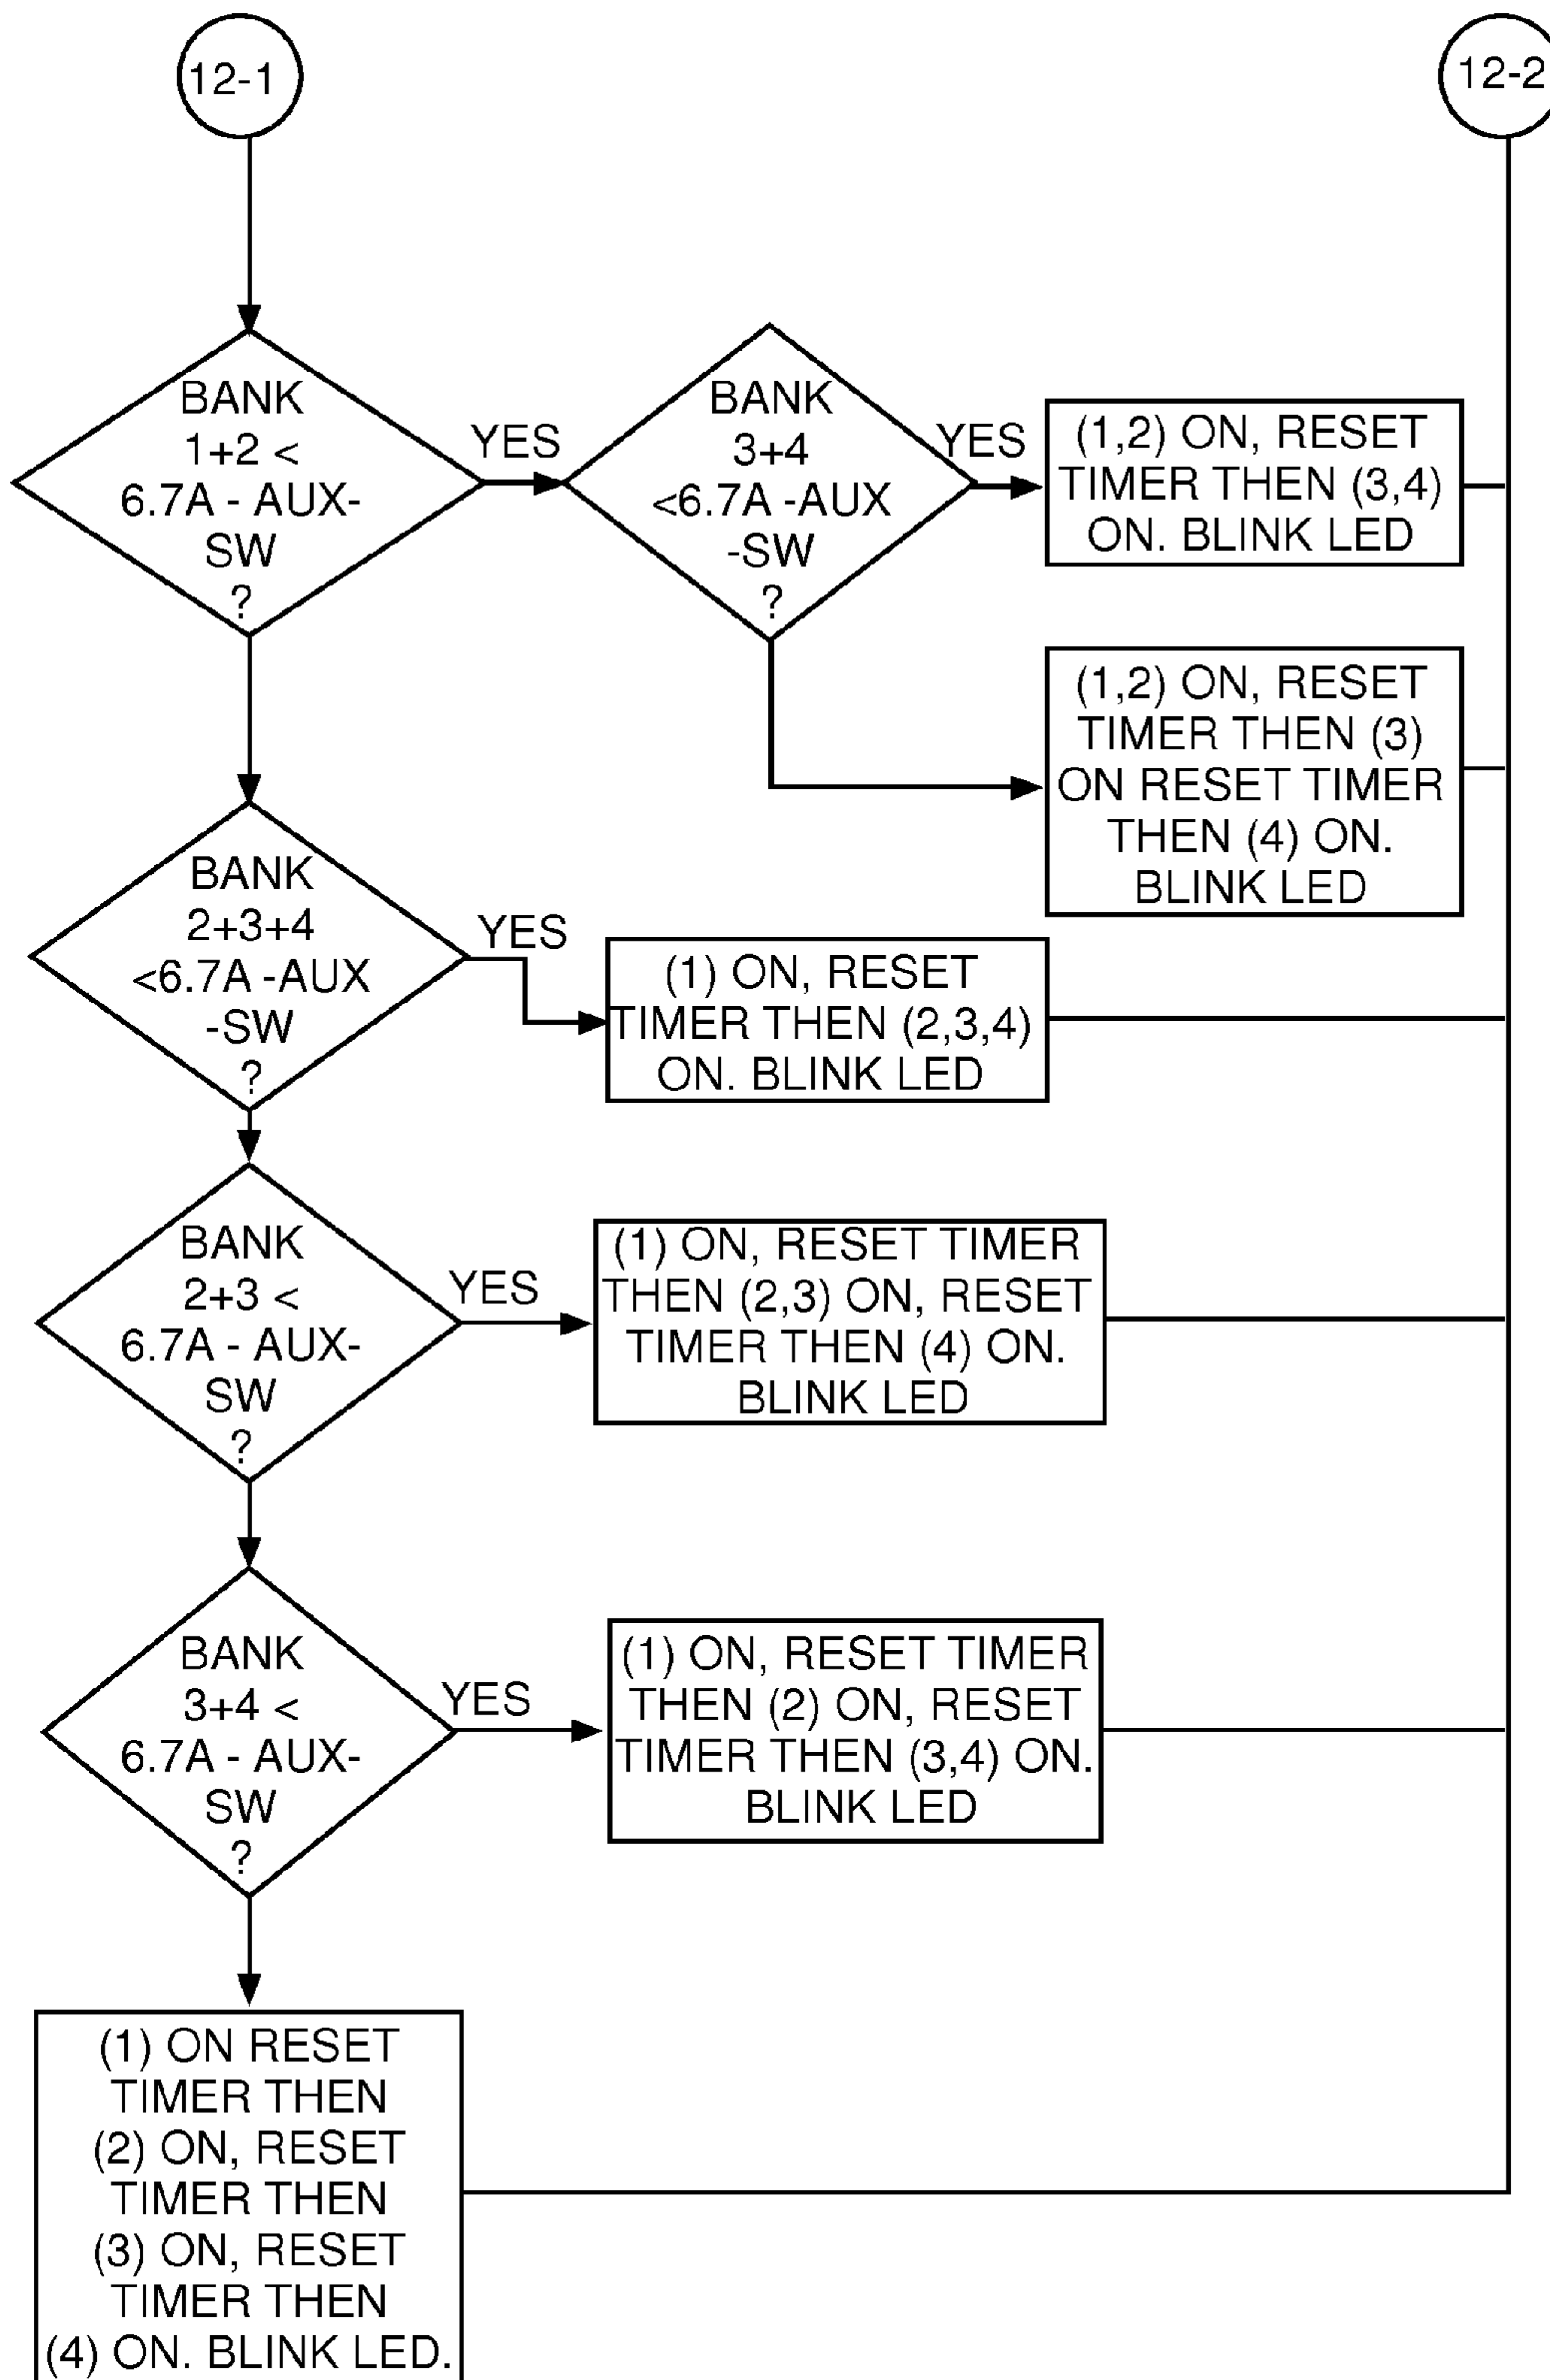 12-1
12-2
BANK
1+2 <
6.7A - AUX-
SW
?
YES
BANK
3+4
<6.7A -AUX
-SW
?
YES
(1,2) ON, RESET
TIMER THEN (3,4)
ON. BLINK LED
(1,2) ON, RESET
TIMER THEN (3)
ON RESET TIMER
THEN (4) ON.
BLINK LED
BANK
2+3+4
<6.7A -AUX
-SW
?
YES
(1) ON, RESET
TIMER THEN (2,3,4)
ON. BLINK LED
BANK
2+3 <
6.7A - AUX-
SW
?
YES
(1) ON, RESET TIMER
THEN (2,3) ON, RESET
TIMER THEN (4) ON.
BLINK LED
BANK
3+4 <
6.7A - AUX-
SW
?
YES
(1) ON, RESET TIMER
THEN (2) ON, RESET
TIMER THEN (3,4) ON.
BLINK LED
(1) ON RESET
TIMER THEN
(2) ON, RESET
TIMER THEN
(3) ON, RESET
TIMER THEN
(4) ON. BLINK LED.